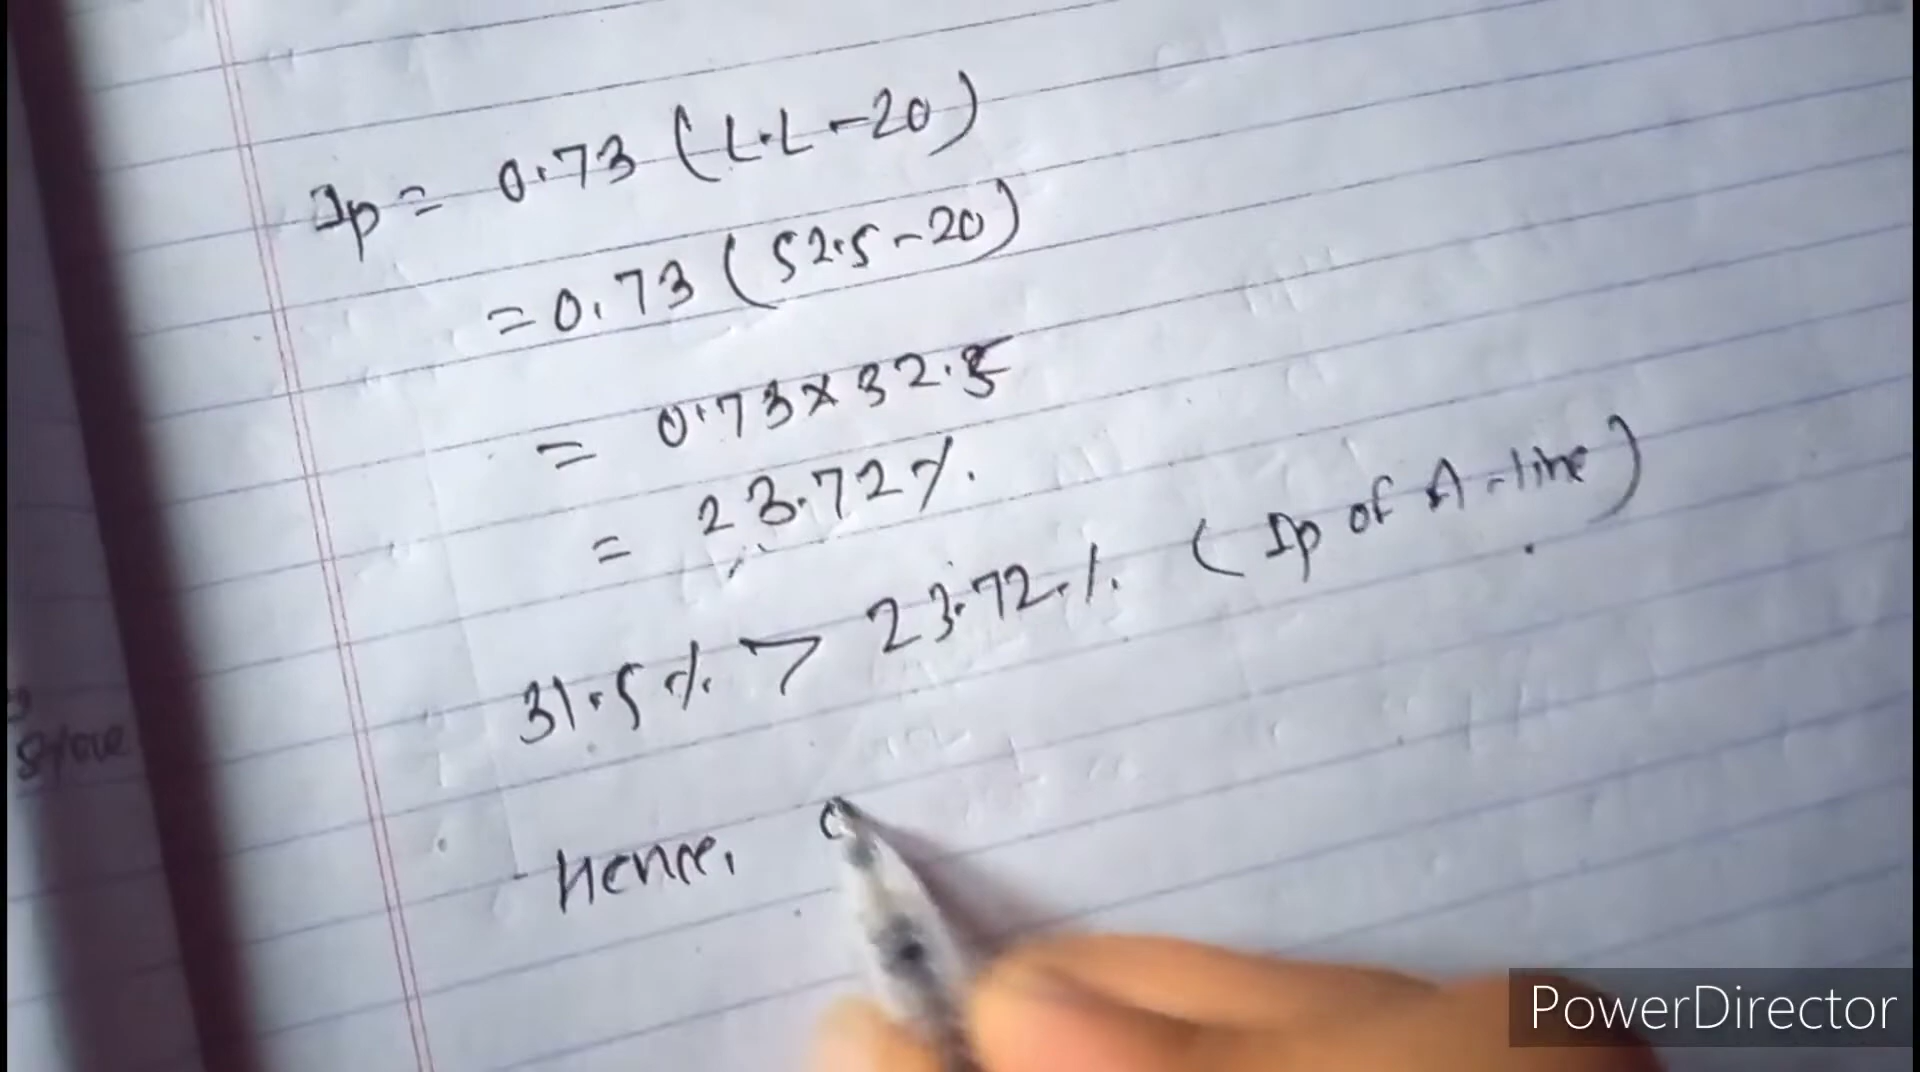 Ip = 0.73 (L.L - 20)
= 0.73 (52.5 - 20)
= 0.73 x 32.5
= 23.72%.
31.5% > 23.72% (Ip of A-line)
Hence,
PowerDirector